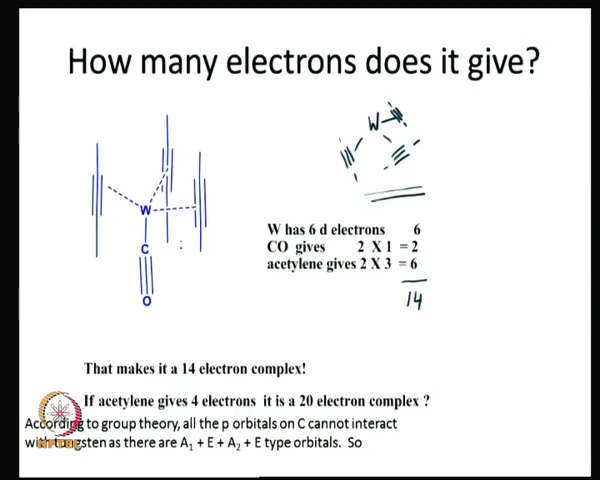 How many electrons does it give?
W
W
C
O
W has 6 d electrons 6
CO gives 2 X 1 = 2
acetylene gives 2 X 3 = 6
14
That makes it a 14 electron complex!
If acetylene gives 4 electrons it is a 20 electron complex ?
According to group theory, all the p orbitals on C cannot interact
with tungsten as there are A1 + E + A2 + E type orbitals. So